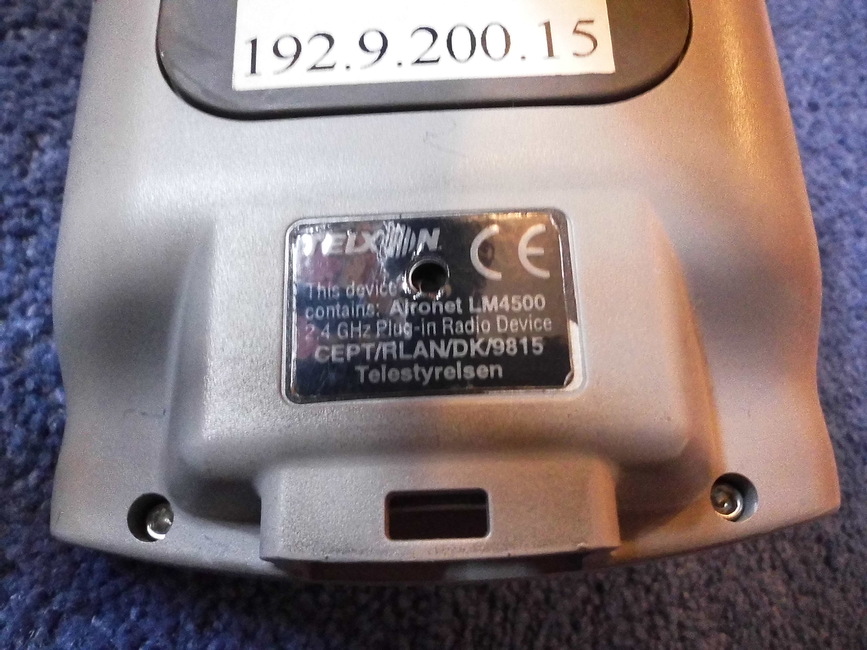 192.9.200.15
TELXON
CE
This device
contains: Aironet LM4500
2.4 GHz Plug-in Radio Device
CEPT/RLAN/DK/9815
Telestyrelsen